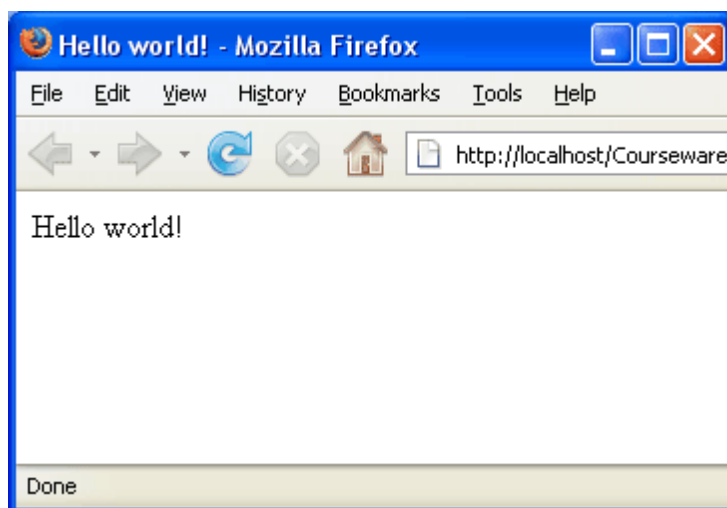 Hello world! - Mozilla Firefox
File Edit View History Bookmarks Tools Help
http://localhost/Courseware
Hello world!
Done